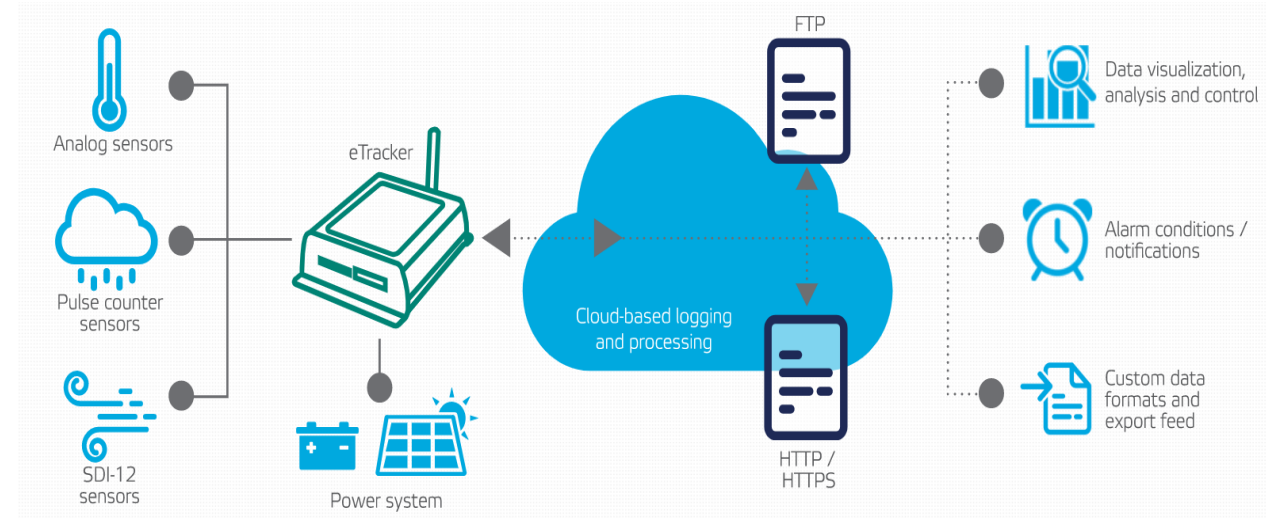 Analog sensors
Pulse counter
sensors
SDI-12
sensors
eTracker
Power system
Cloud-based logging
and processing
FTP
HTTP /
HTTPS
Data visualization,
analysis and control
Alarm conditions /
notifications
Custom data
formats and
export feed